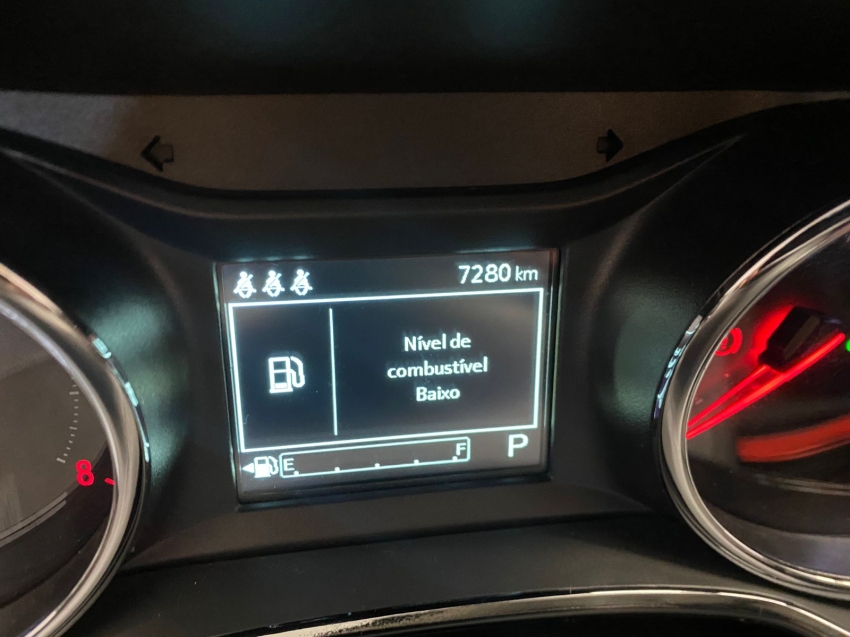 7280 km
Nível de
combustível
Baixo
E F
P
8